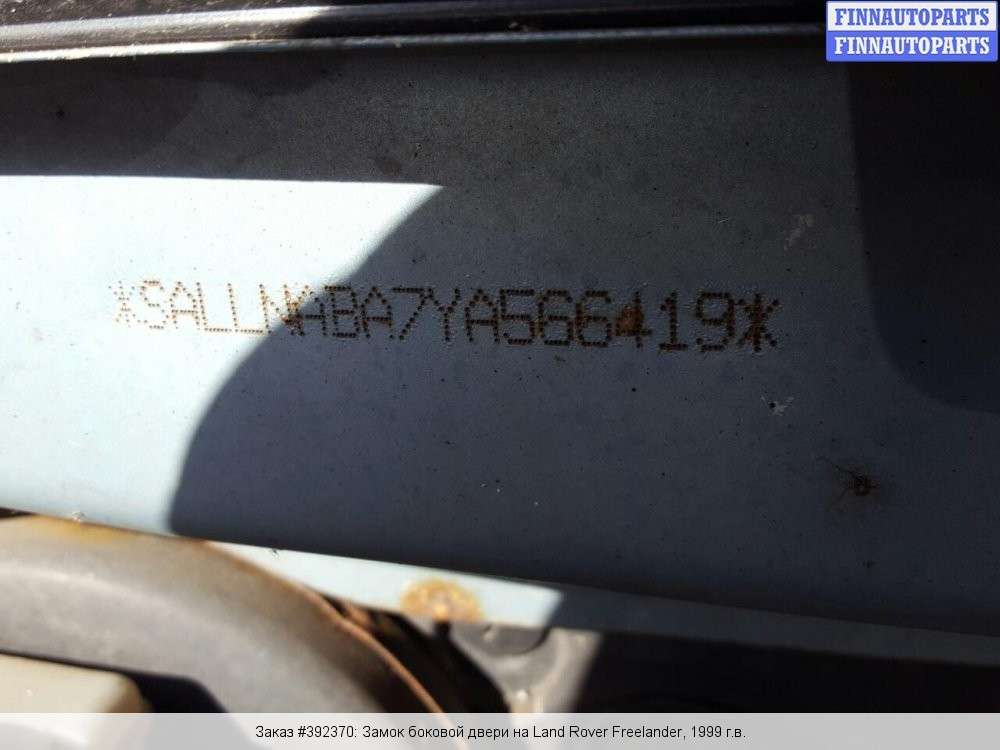 FINNAUTOPARTS
FINNAUTOPARTS
*SALLNABA7YA566419*
Заказ #392370: Замок боковой двери на Land Rover Freelander, 1999 г.в.